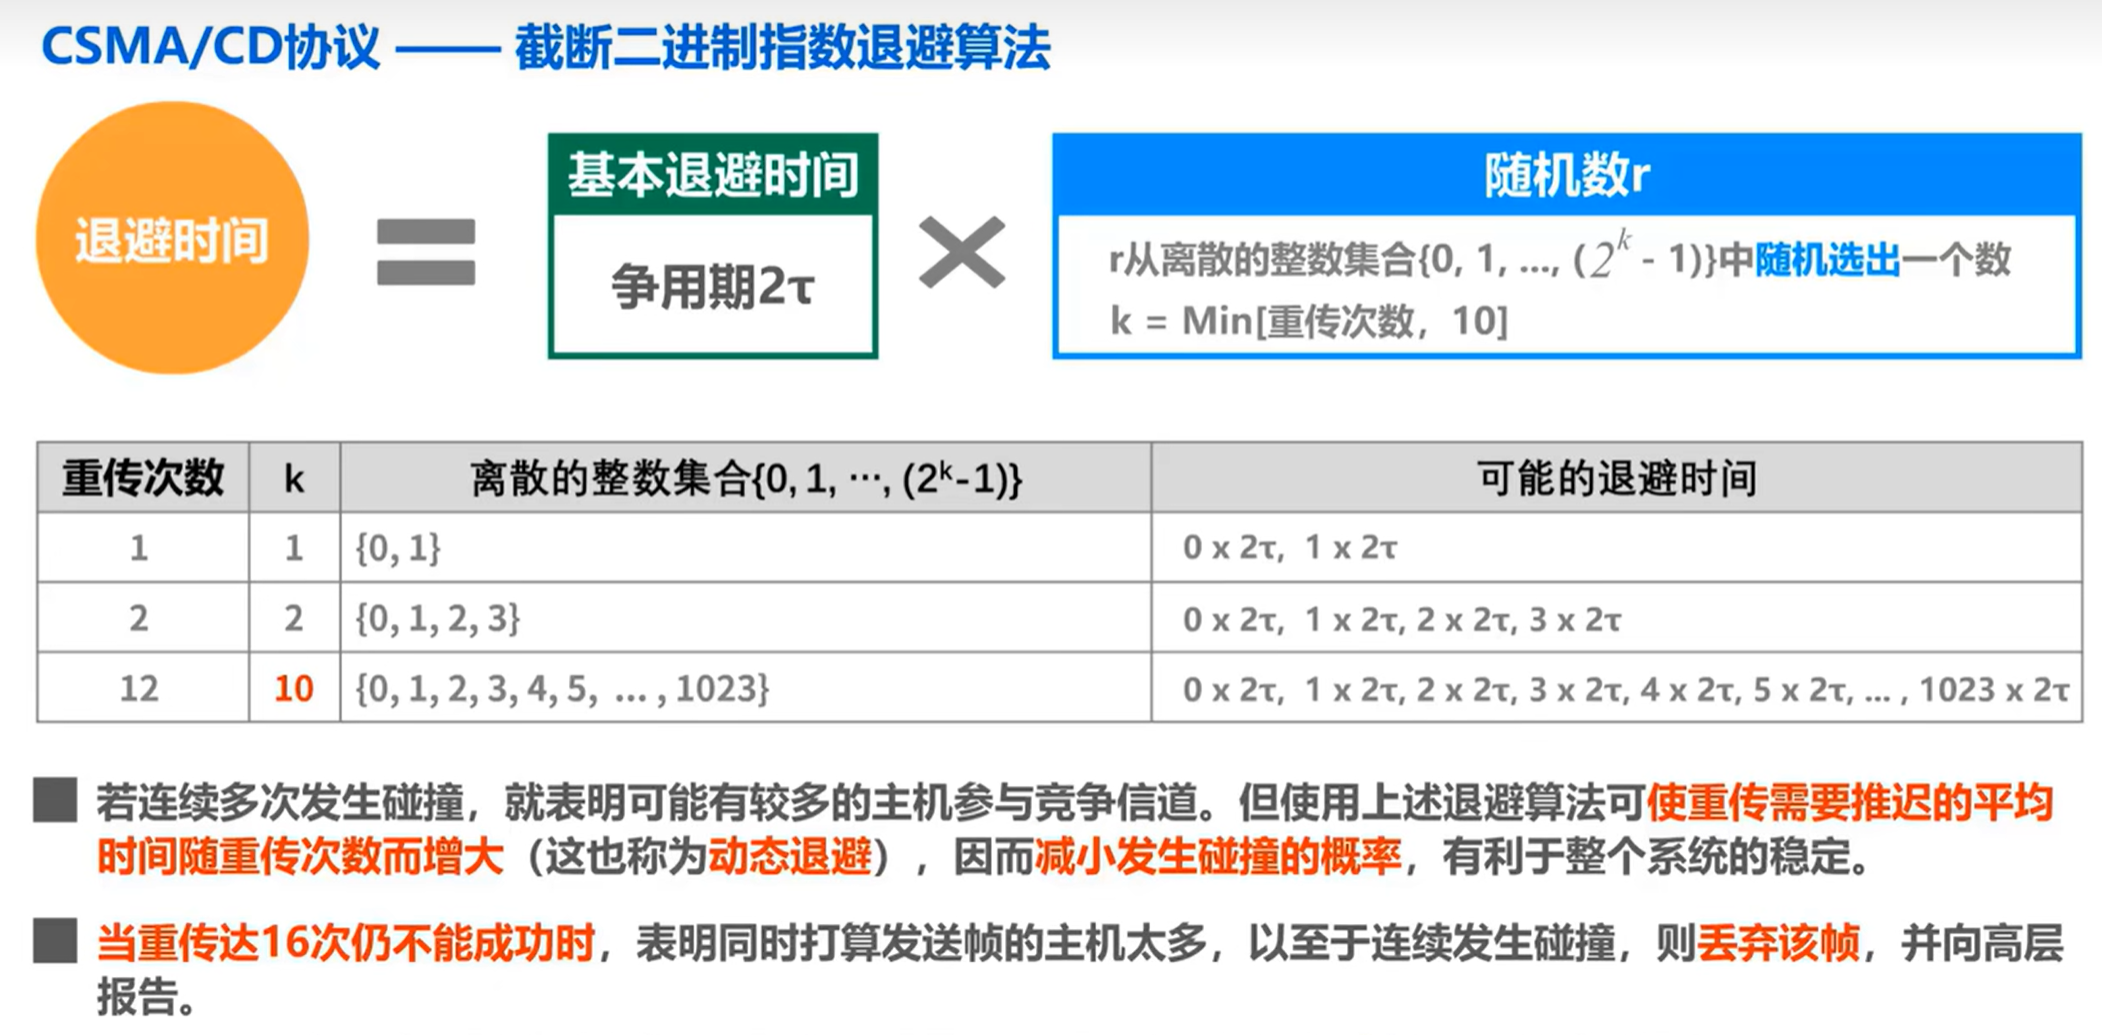 CSMA/CD协议 —— 截断二进制指数退避算法
退避时间
=
基本退避时间
争用期2τ
×
随机数r
r从离散的整数集合{0, 1, ..., (2^k - 1)}中随机选出一个数
k = Min[重传次数, 10]
重传次数 k 离散的整数集合{0, 1, ···, (2^k-1)} 可能的退避时间
1 1 {0, 1} 0 x 2τ, 1 x 2τ
2 2 {0, 1, 2, 3} 0 x 2τ, 1 x 2τ, 2 x 2τ, 3 x 2τ
12 10 {0, 1, 2, 3, 4, 5, ... , 1023} 0 x 2τ, 1 x 2τ, 2 x 2τ, 3 x 2τ, 4 x 2τ, 5 x 2τ, ... , 1023 x 2τ
■ 若连续多次发生碰撞，就表明可能有较多的主机参与竞争信道。但使用上述退避算法可使重传需要推迟的平均
时间随重传次数而增大（这也称为动态退避），因而减小发生碰撞的概率，有利于整个系统的稳定。
■ 当重传达16次仍不能成功时，表明同时打算发送帧的主机太多，以至于连续发生碰撞，则丢弃该帧，并向高层
报告。